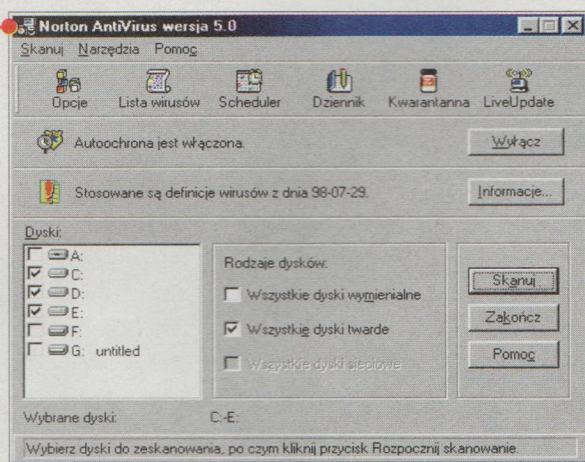 Norton AntiVirus wersja 5.0
Skanuj Narzędzia Pomoc
Opcje Lista wirusów Scheduler Dziennik Kwarantanna LiveUpdate
Autoochrona jest włączona.
Wyłącz
Stosowane są definicje wirusów z dnia 98-07-29.
Informacje...
Dyski:
A:
C:
D:
E:
F:
G: untitled
Rodzaje dysków:
Wszystkie dyski wymienialne
Wszystkie dyski twarde
Wszystkie dyski sieciowe
Skanuj
Zakończ
Pomoc
Wybrane dyski: C:-E:
Wybierz dyski do zeskanowania, po czym kliknij przycisk Rozpocznij skanowanie.